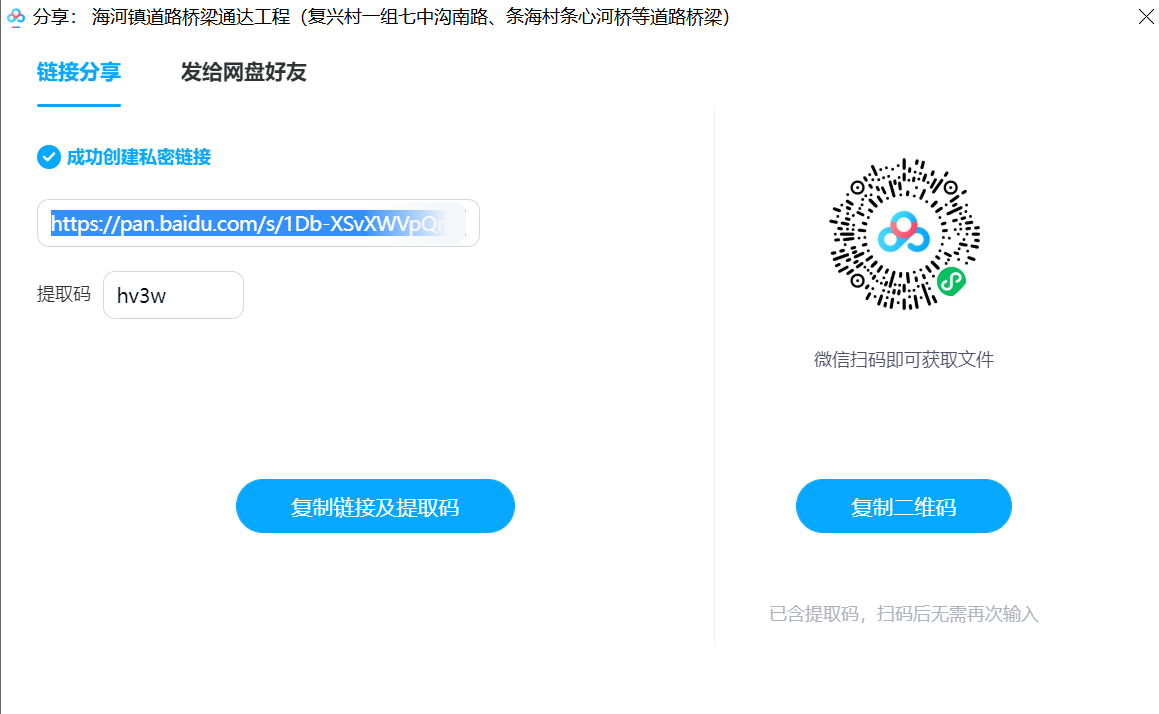 分享： 海河镇道路桥梁通达工程（复兴村一组七中沟南路、条海村条心河桥等道路桥梁）
链接分享 发给网盘好友
成功创建私密链接
https://pan.baidu.com/s/1Db-XSvXWVpQ
提取码 hv3w
微信扫码即可获取文件
复制链接及提取码 复制二维码
已含提取码，扫码后无需再次输入